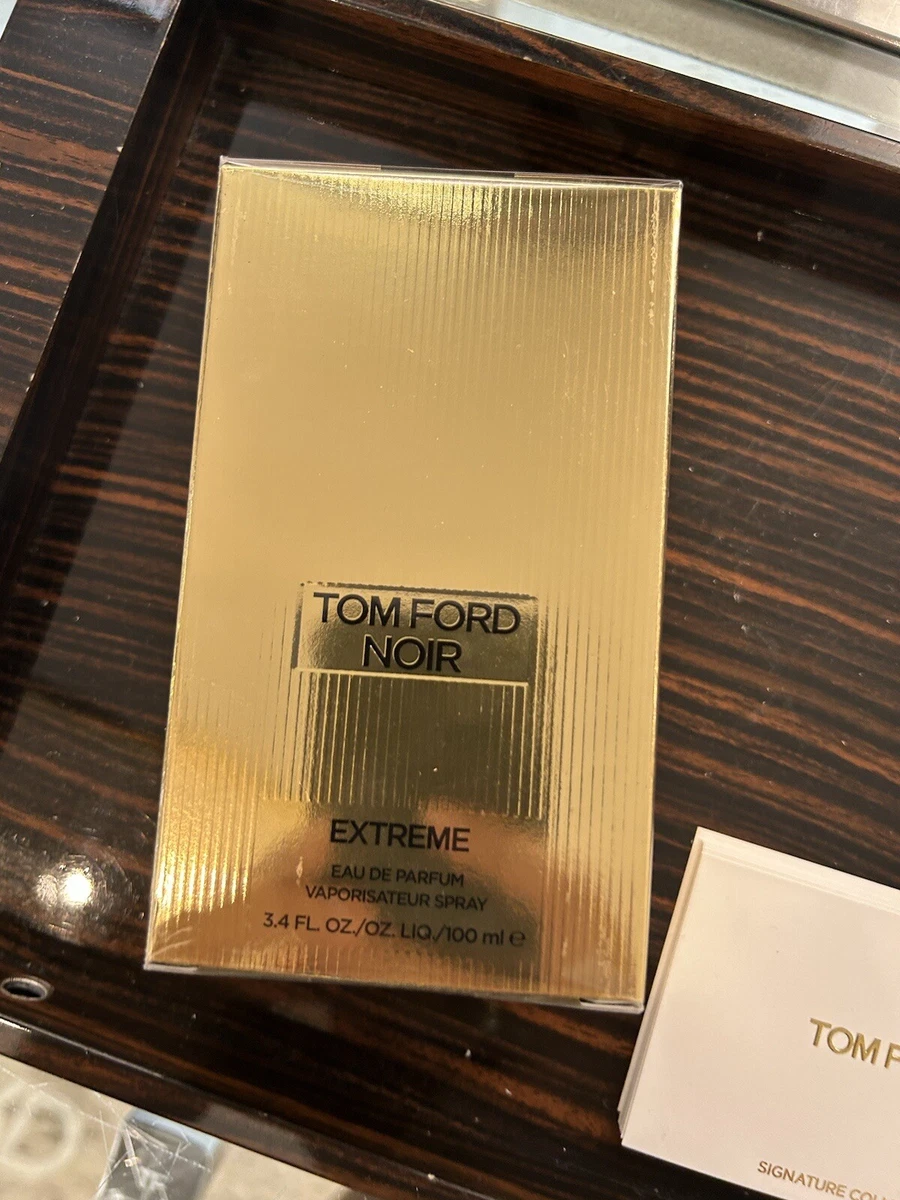 TOM FORD
NOIR
EXTREME
EAU DE PARFUM
VAPORISATEUR SPRAY
3.4 FL. OZ./OZ. LIQ./100 ml ℮
TOM
SIGNATURE